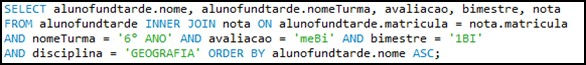 SELECT alunofundtarde.nome, alunofundtarde.nomeTurma, avaliacao, bimestre, nota
FROM alunofundtarde INNER JOIN nota ON alunofundtarde.matricula = nota.matricula
AND nomeTurma = '6° ANO' AND avaliacao = 'meBi' AND bimestre = '1BI'
AND disciplina = 'GEOGRAFIA' ORDER BY alunofundtarde.nome ASC;